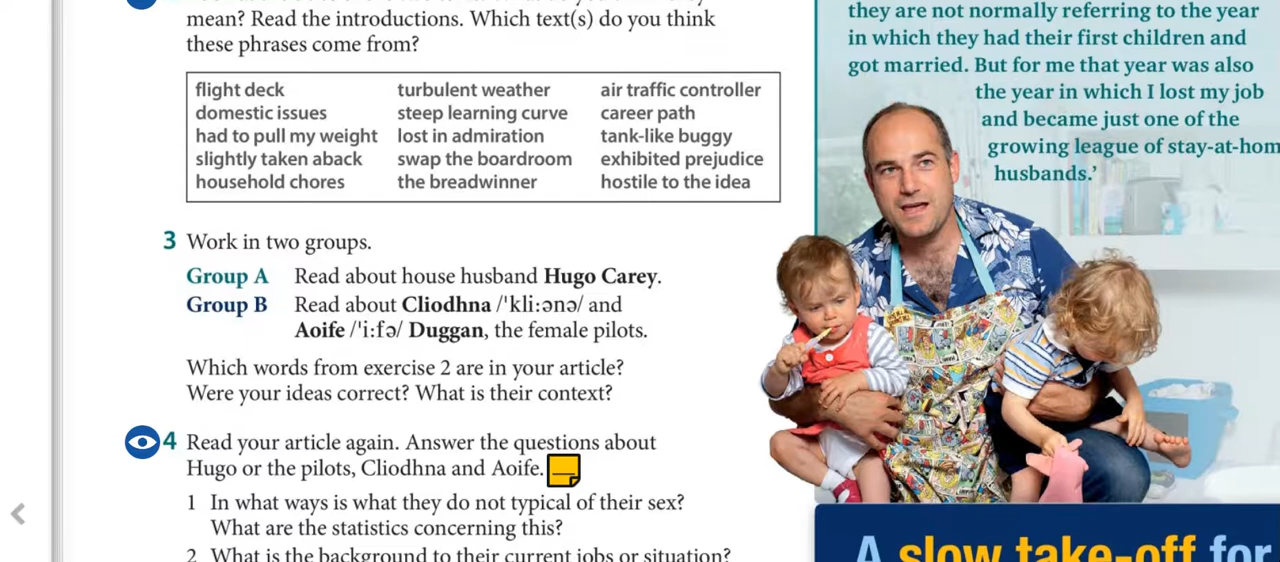 mean? Read the introductions. Which text(s) do you think
these phrases come from?
flight deck turbulent weather air traffic controller
domestic issues steep learning curve career path
had to pull my weight lost in admiration tank-like buggy
slightly taken aback swap the boardroom exhibited prejudice
household chores the breadwinner hostile to the idea
3 Work in two groups.
Group A Read about house husband Hugo Carey.
Group B Read about Cliodhna /ˈkliːənə/ and
Aoife /ˈiːfə/ Duggan, the female pilots.
Which words from exercise 2 are in your article?
Were your ideas correct? What is their context?
4 Read your article again. Answer the questions about
Hugo or the pilots, Cliodhna and Aoife.
1 In what ways is what they do not typical of their sex?
What are the statistics concerning this?
2 What is the background to their current jobs or situation?
they are not normally referring to the year
in which they had their first children and
got married. But for me that year was also
the year in which I lost my job
and became just one of the
growing league of stay-at-hom
husbands.’
A slow take-off for